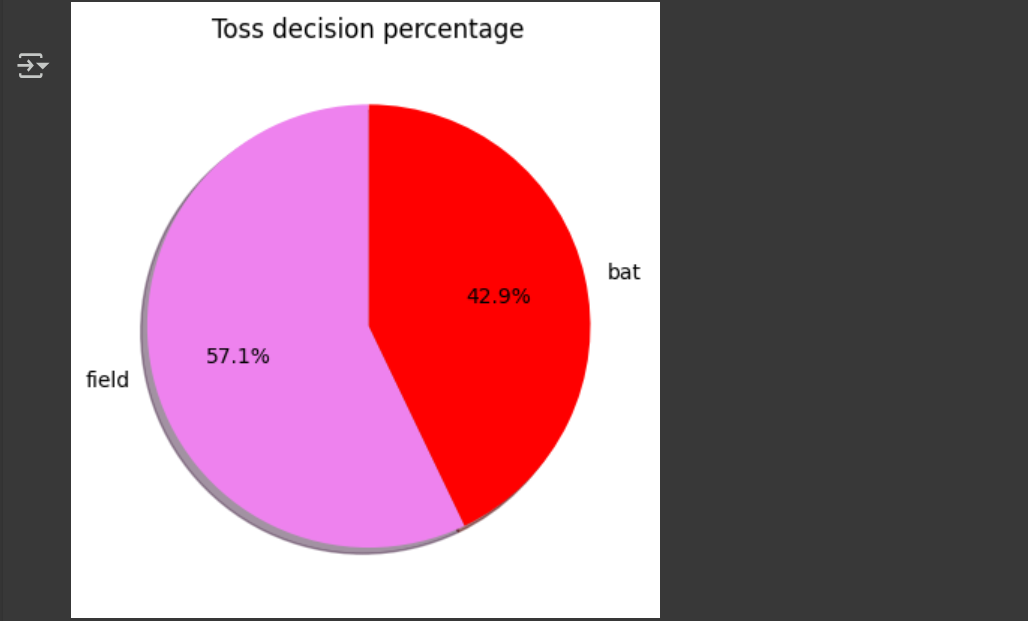 Toss decision percentage
bat
42.9%
57.1%
field